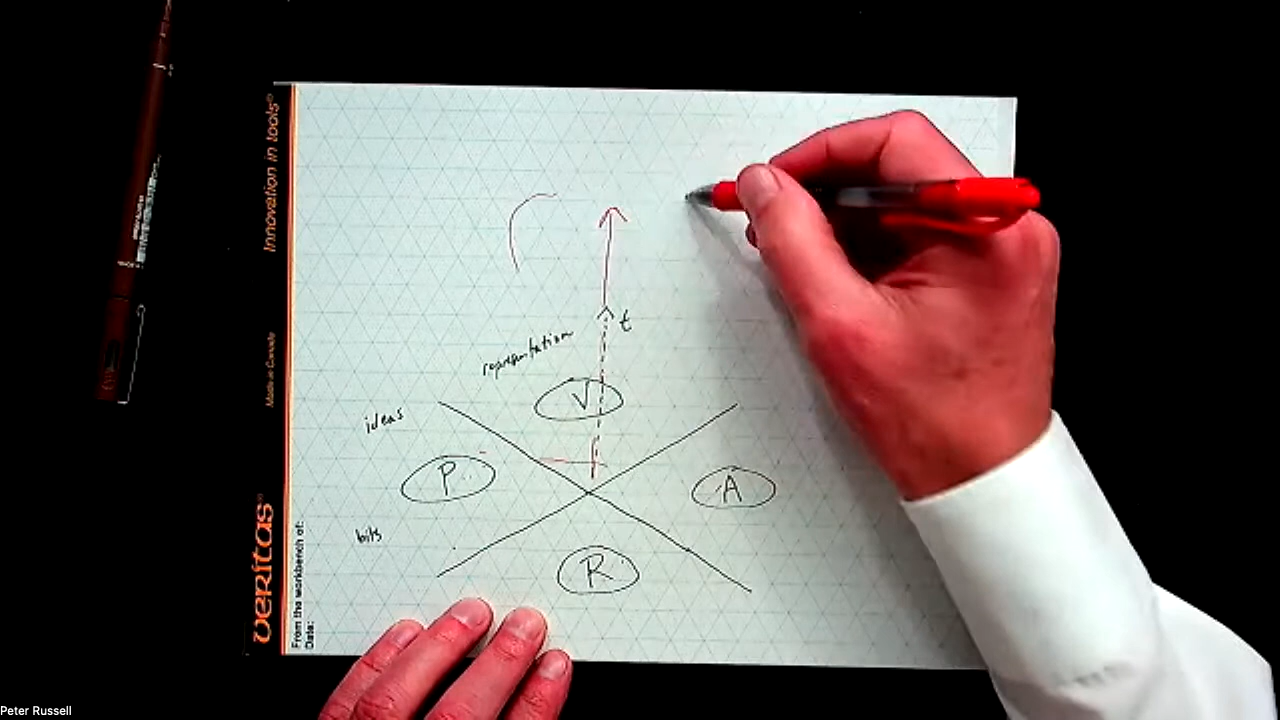 Innovation in tools®
Made in Canada
veritas®
From the workbench of:
Date:
t
representation
V
ideas
P
A
bits
R
Peter Russell